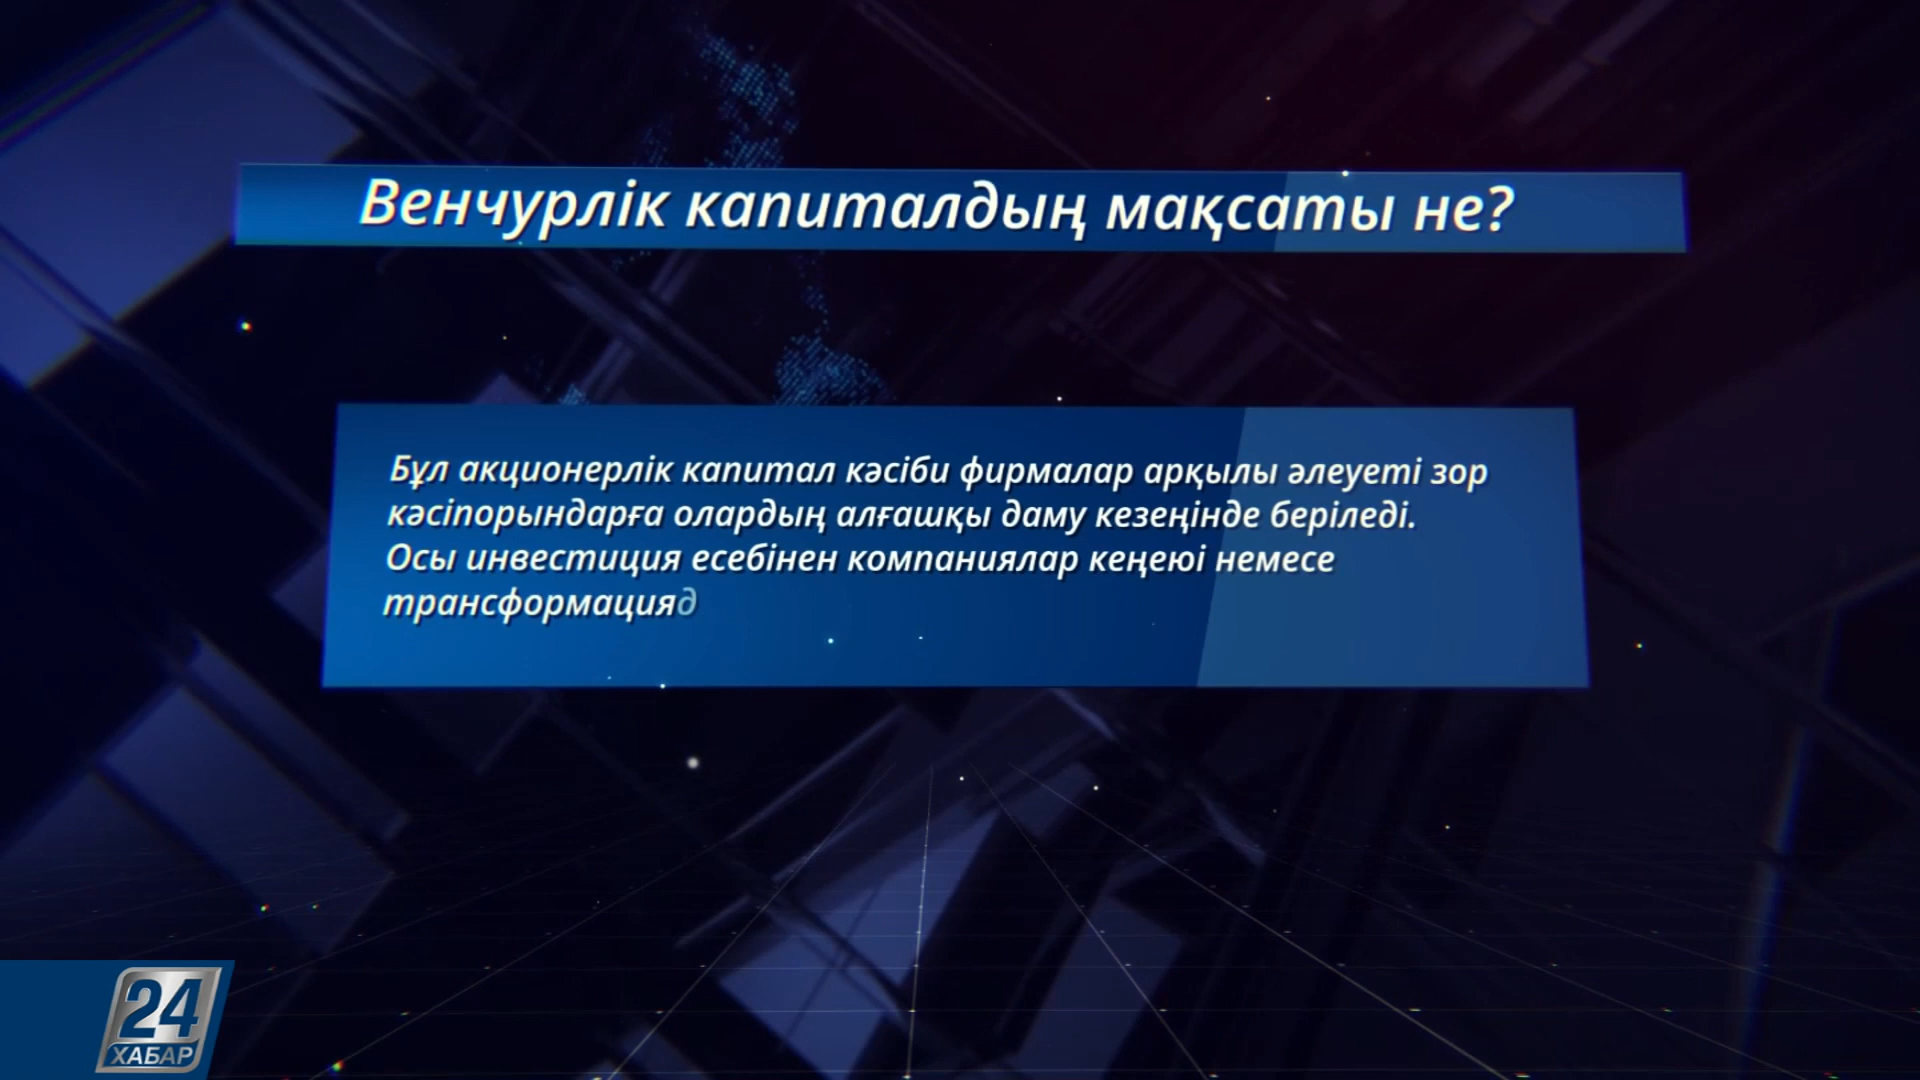 Венчурлік капиталдың мақсаты не?
Бұл акционерлік капитал кәсіби фирмалар арқылы әлеуеті зор
кәсіпорындарға олардың алғашқы даму кезеңінде беріледі.
Осы инвестиция есебінен компаниялар кеңеюі немесе
трансформацияд
24
ХАБАР